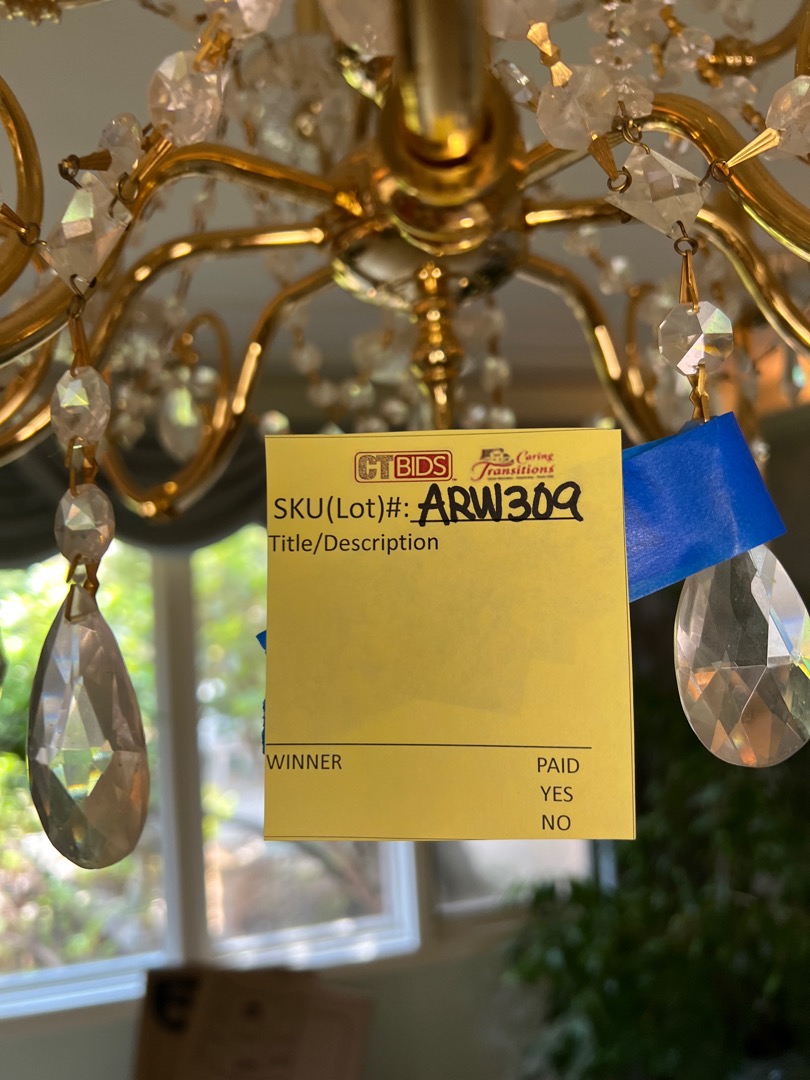 CTBIDS
Caring
Transitions
SKU(Lot)#: ARW309
Title/Description
WINNER
PAID
YES
NO